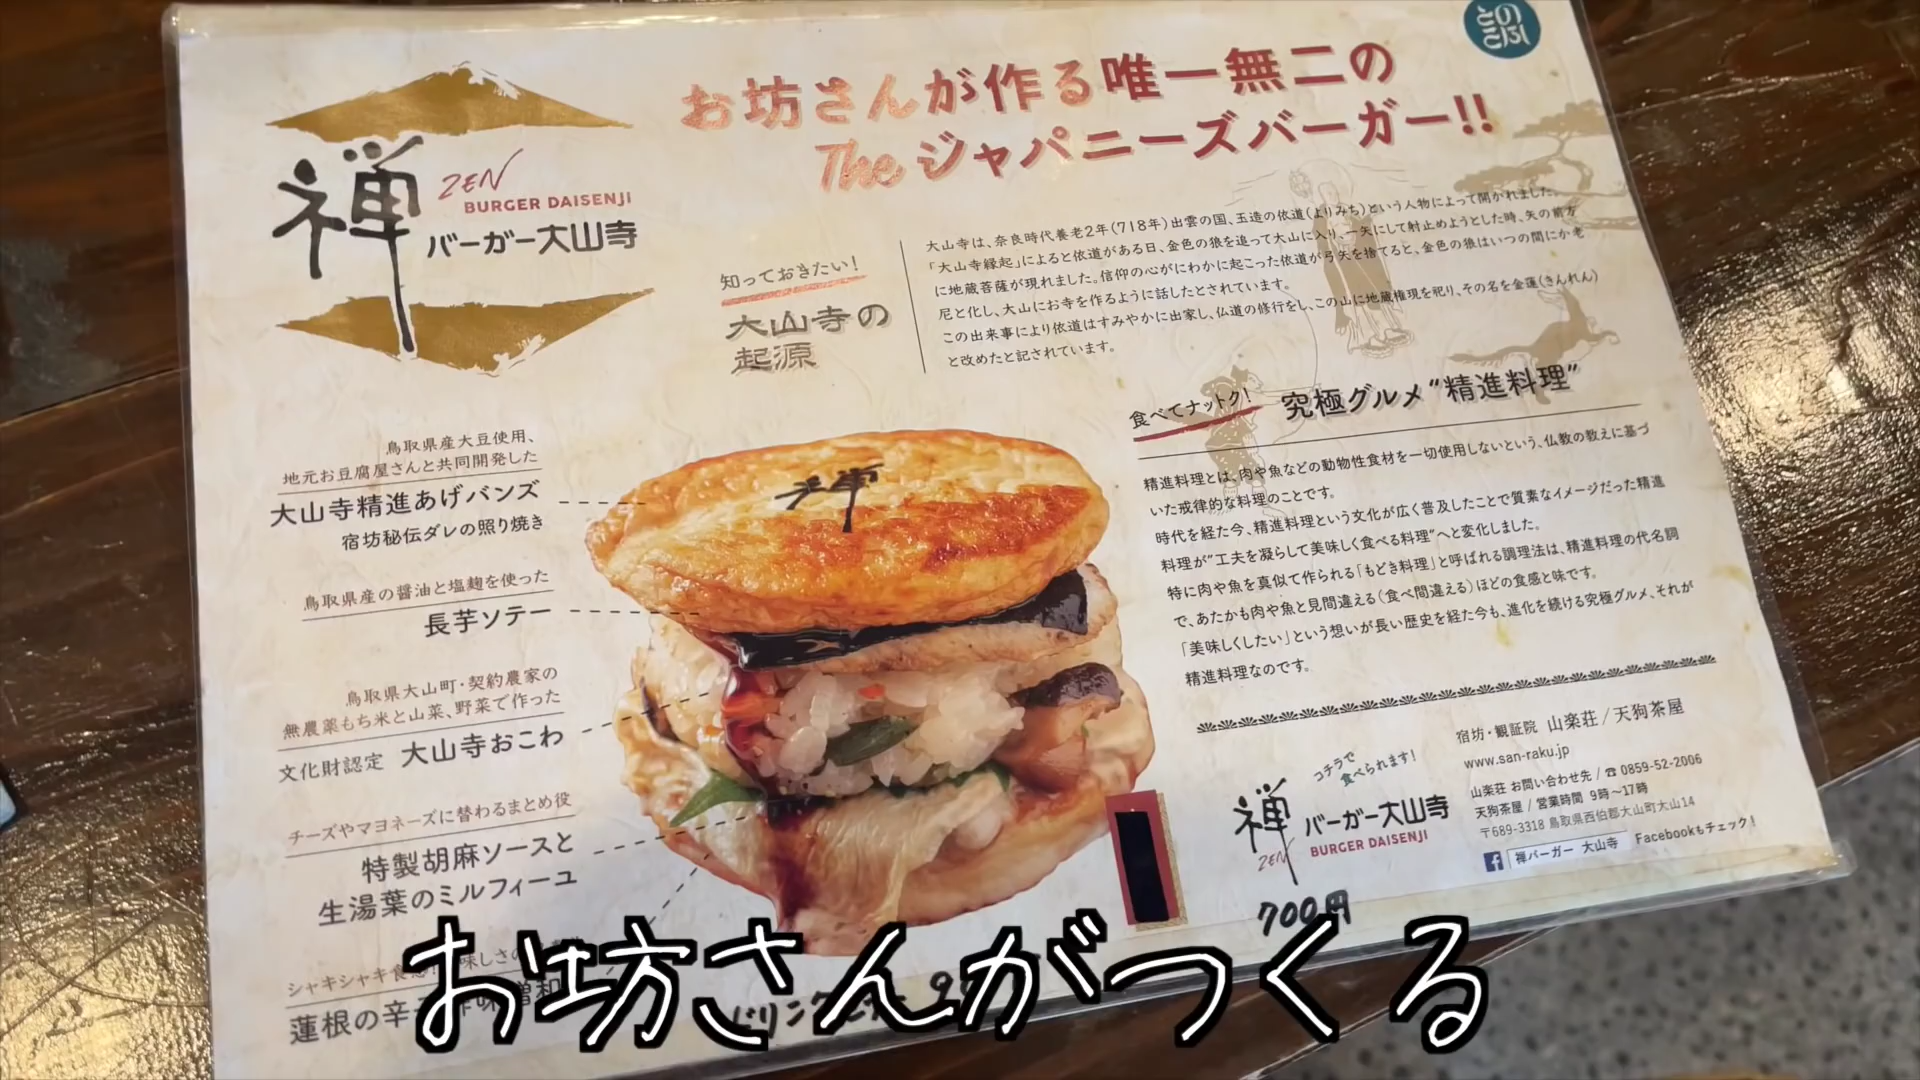 とのこうふ
禅
ZEN
BURGER DAISENJI
バーガー大山寺
お坊さんが作る唯一無二の
The ジャパニーズバーガー!!
知っておきたい!
大山寺の
起源
大山寺は、奈良時代養老2年(718年)出雲の国、玉造の依道(よりみち)という人物によって開かれました。
「大山寺縁起」によると依道がある日、金色の狼を追って大山に入り、一矢にして射止めようとした時、矢の前方
に地蔵菩薩が現れました。信仰の心がにわかに起こった依道が弓矢を捨てると、金色の狼はいつの間にか老
尼と化し、大山にお寺を作るように話したとされています。
この出来事により依道はすみやかに出家し、仏道の修行をし、この山に地蔵権現を祀り、その名を金蓮(きんれん)
と改めたと記されています。
食べてナットク!
究極グルメ“精進料理”
精進料理とは、肉や魚などの動物性食材を一切使用しないという、仏教の教えに基づ
いた戒律的な料理のことです。
時代を経た今、精進料理という文化が広く普及したことで質素なイメージだった精進
料理が“工夫を凝らして美味しく食べる料理”へと変化しました。
特に肉や魚を真似て作られる「もどき料理」と呼ばれる調理法は、精進料理の代名詞
で、あたかも肉や魚と見間違える(食べ間違える)ほどの食感と味です。
「美味しくしたい」という想いが長い歴史を経た今も、進化を続ける究極グルメ、それが
精進料理なのです。
鳥取県産大豆使用、
地元お豆腐屋さんと共同開発した
大山寺精進あげバンズ
宿坊秘伝ダレの照り焼き
鳥取県産の醤油と塩麹を使った
長芋ソテー
鳥取県大山町・契約農家の
無農薬もち米と山菜、野菜で作った
文化財認定 大山寺おこわ
チーズやマヨネーズに替わるまとめ役
特製胡麻ソースと
生湯葉のミルフィーユ
シャキシャキ食感
蓮根の辛子
禅
コチラで
食べられます!
禅
ZEN
バーガー大山寺
BURGER DAISENJI
700円
宿坊・観証院 山楽荘/天狗茶屋
www.san-raku.jp
山楽荘 お問い合わせ先/☎0859-52-2006
天狗茶屋/営業時間 9時〜17時
〒689-3318 鳥取県西伯郡大山町大山14
禅バーガー 大山寺 Facebookもチェック!
お坊さんがつくる